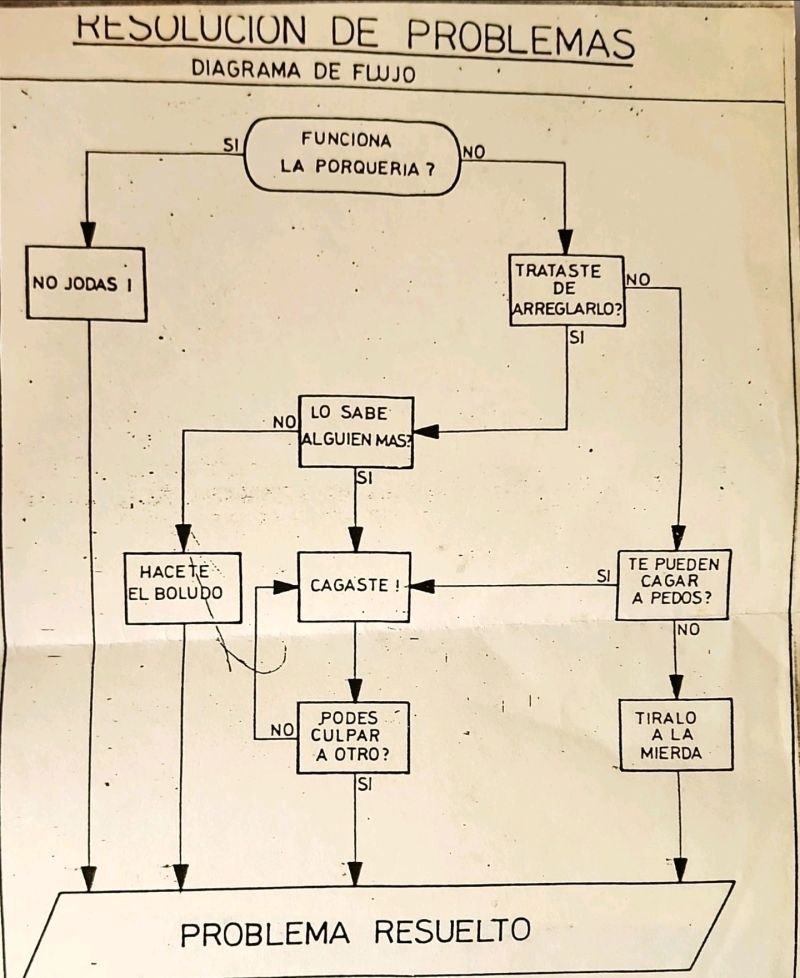 RESOLUCION DE PROBLEMAS
DIAGRAMA DE FLUJO
FUNCIONA
SI
NO
LA PORQUERIA?
NO JODAS !
TRATASTE
DE
ARREGLARLO?
NO
SI
LO SABE
ALGUIEN MAS?
NO
SI
HACETE
EL BOLUDO
CAGASTE !
SI
TE PUEDEN
CAGAR
A PEDOS?
NO
PODES
CULPAR
A OTRO?
NO
SI
TIRALO
A LA
MIERDA
PROBLEMA RESUELTO